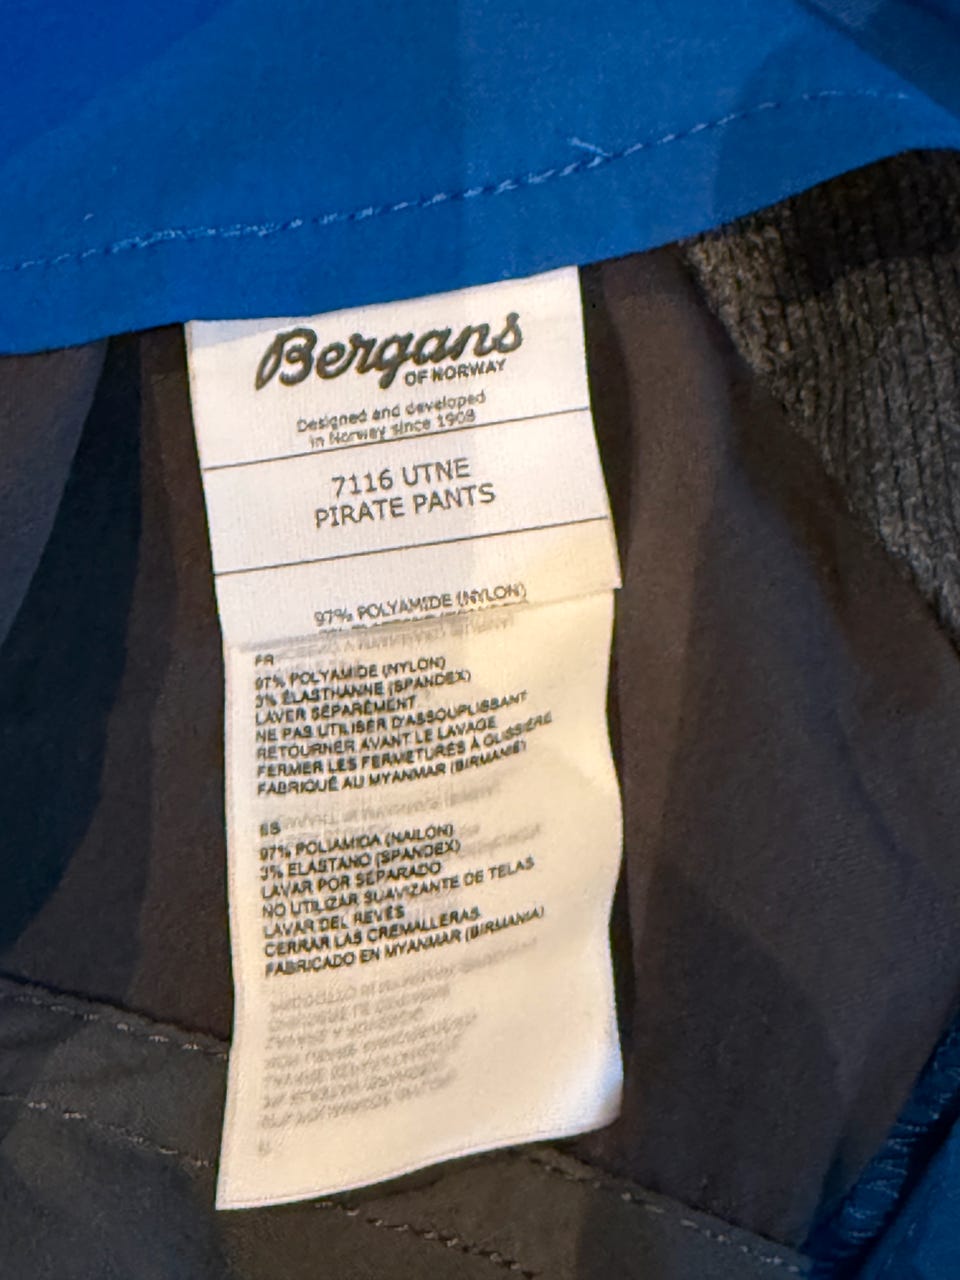 Bergans
OF NORWAY
Designed and developed
in Norway since 1908
7116 UTNE
PIRATE PANTS
97% POLYAMIDE (NYLON)
FR
97% POLYAMIDE (NYLON)
3% ÉLASTHANNE (SPANDEX)
LAVER SÉPARÉMENT
NE PAS UTILISER D'ASSOUPLISSANT
RETOURNER AVANT LE LAVAGE
FERMER LES FERMETURES À GLISSIÈRE
FABRIQUÉ AU MYANMAR (BIRMANIE)
ES
97% POLIAMIDA (NAILON)
3% ELASTANO (SPANDEX)
LAVAR POR SEPARADO
NO UTILIZAR SUAVIZANTE DE TELAS
LAVAR DEL REVÉS
CERRAR LAS CREMALLERAS
FABRICADO EN MYANMAR (BIRMANIA)